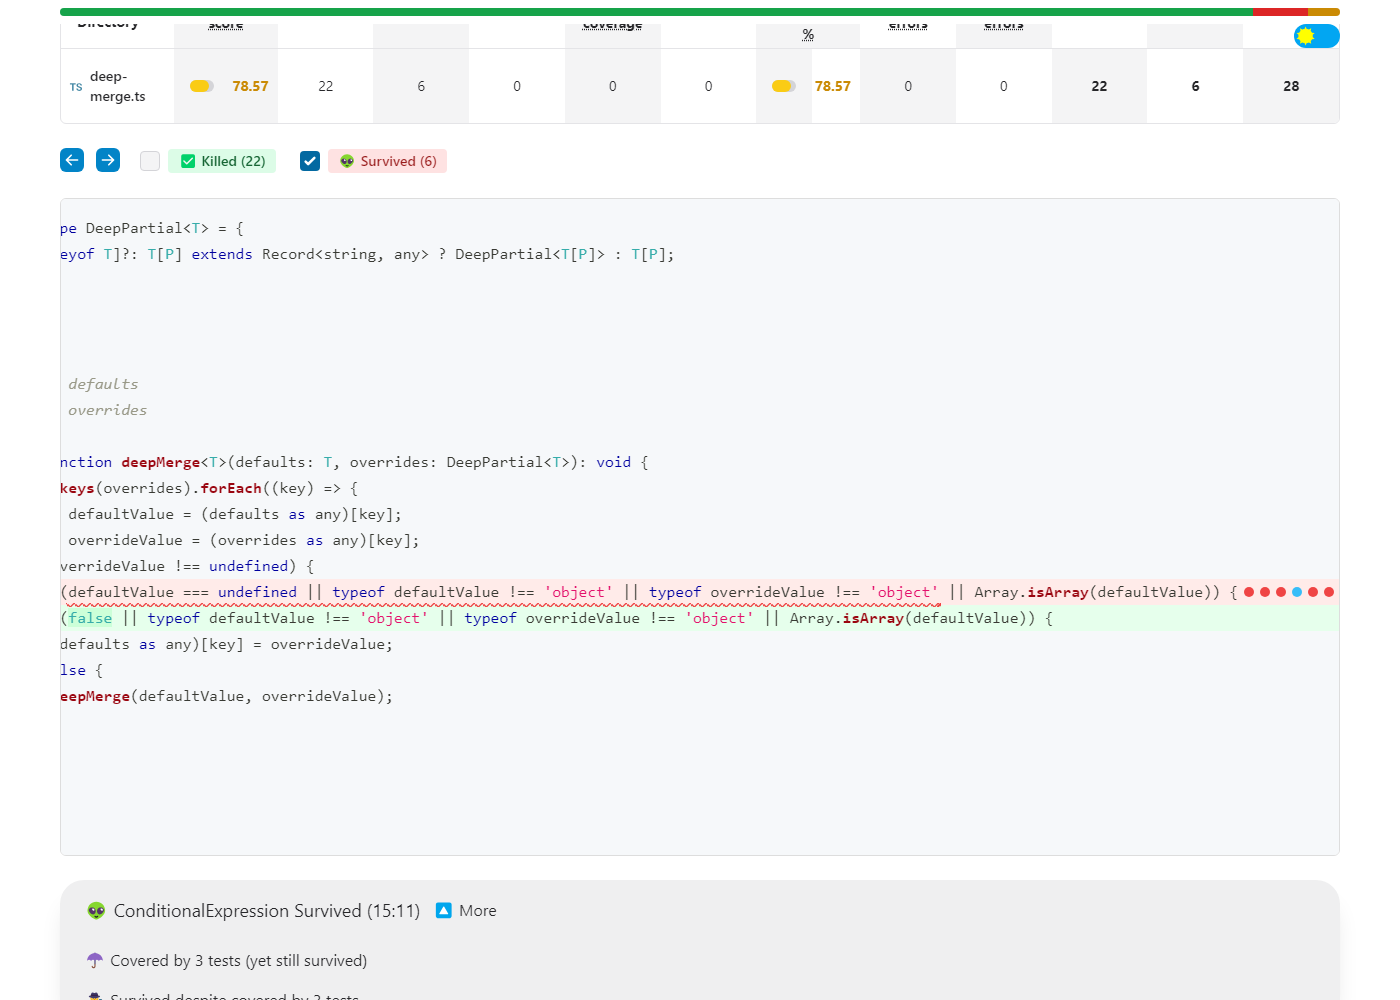 Directory score coverage % errors errors
TS deep-merge.ts 78.57 22 6 0 0 0 78.57 0 0 22 6 28
Killed (22) Survived (6)
pe DeepPartial<T> = {
eyof T]?: T[P] extends Record<string, any> ? DeepPartial<T[P]> : T[P];
defaults
overrides
nction deepMerge<T>(defaults: T, overrides: DeepPartial<T>): void {
keys(overrides).forEach((key) => {
defaultValue = (defaults as any)[key];
overrideValue = (overrides as any)[key];
verrideValue !== undefined) {
(defaultValue === undefined || typeof defaultValue !== 'object' || typeof overrideValue !== 'object' || Array.isArray(defaultValue)) {
(false || typeof defaultValue !== 'object' || typeof overrideValue !== 'object' || Array.isArray(defaultValue)) {
defaults as any)[key] = overrideValue;
lse {
eepMerge(defaultValue, overrideValue);
ConditionalExpression Survived (15:11) More
Covered by 3 tests (yet still survived)
Survived despite covered by 3 tests